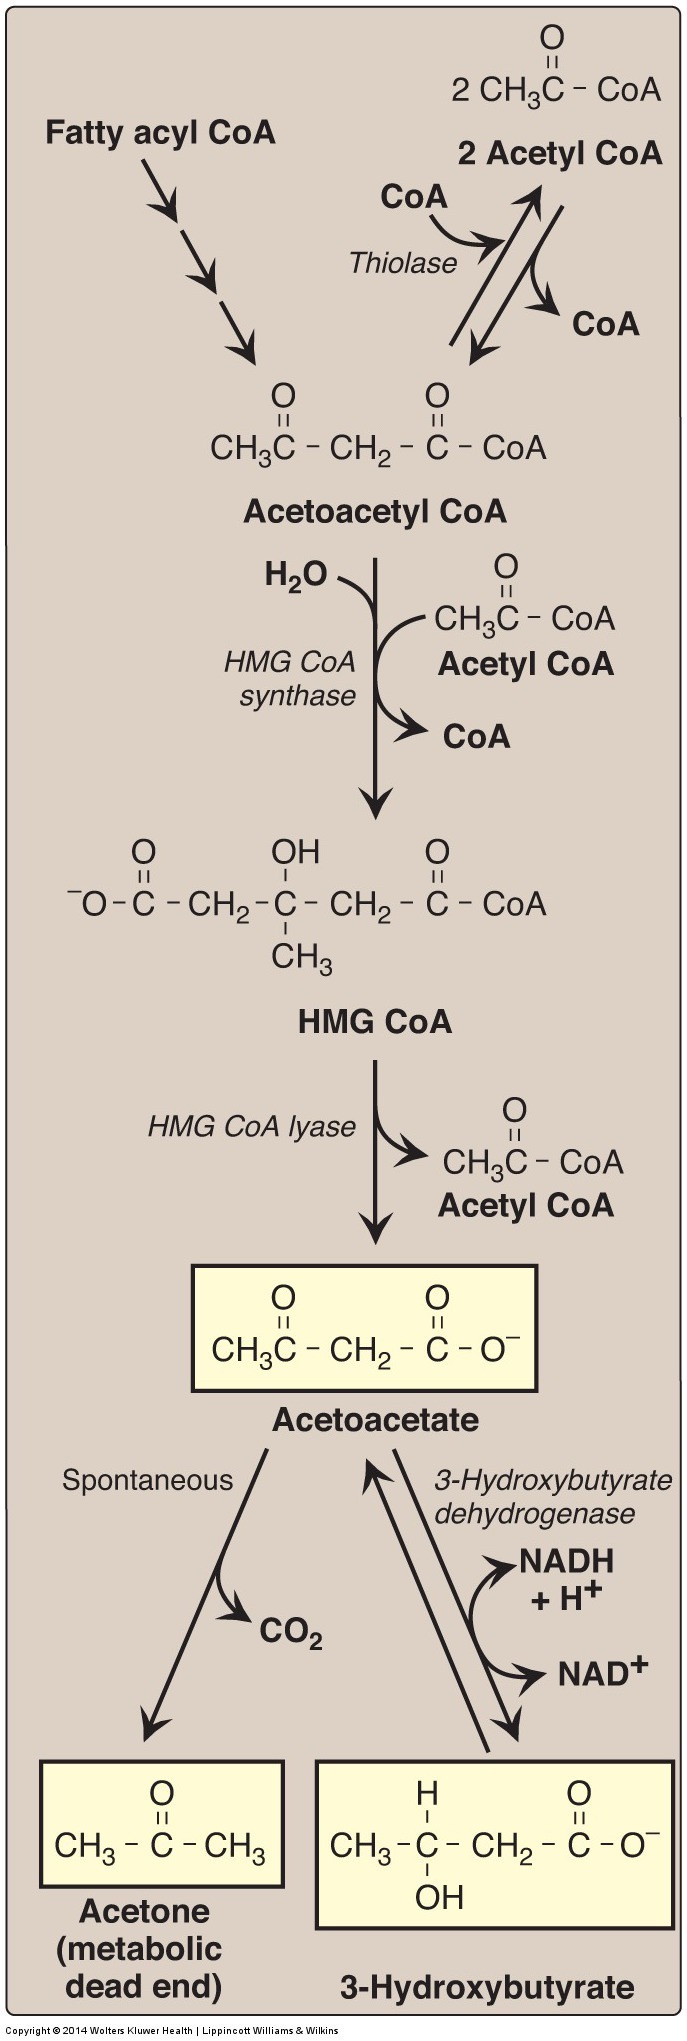 O
2 CH₃C – CoA
Fatty acyl CoA
2 Acetyl CoA
CoA
Thiolase
CoA
O O
CH₃C – CH₂ – C – CoA
Acetoacetyl CoA
H₂O
O
CH₃C – CoA
Acetyl CoA
HMG CoA
synthase
CoA
O OH O
⁻O – C – CH₂ – C – CH₂ – C – CoA
CH₃
HMG CoA
HMG CoA lyase
O
CH₃C – CoA
Acetyl CoA
O O
CH₃C – CH₂ – C – O⁻
Acetoacetate
Spontaneous
3-Hydroxybutyrate
dehydrogenase
NADH
+ H⁺
CO₂
NAD⁺
O
CH₃ – C – CH₃
Acetone
(metabolic
dead end)
H O
CH₃ – C – CH₂ – C – O⁻
OH
3-Hydroxybutyrate
Copyright © 2014 Wolters Kluwer Health | Lippincott Williams & Wilkins